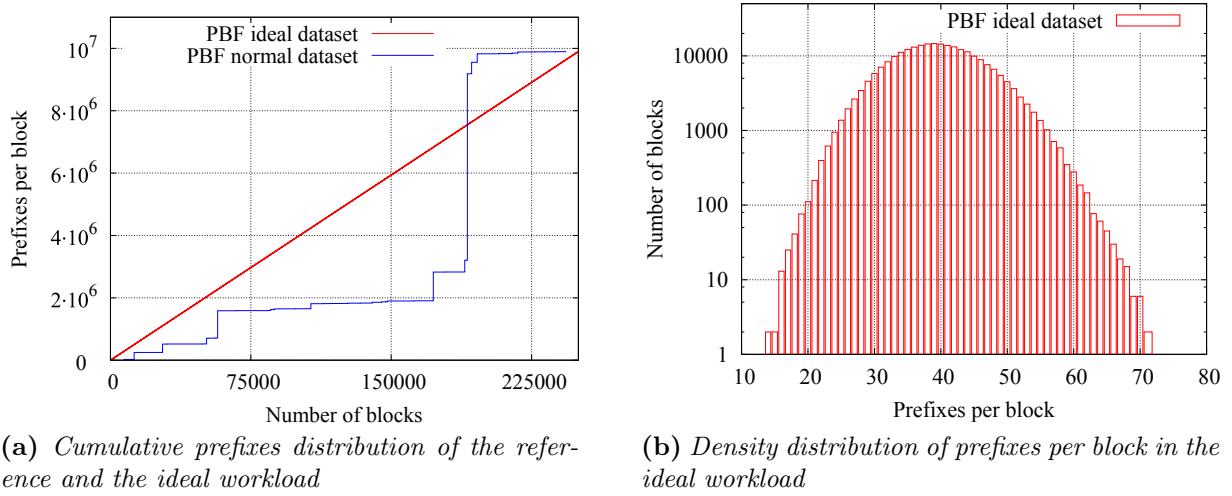 PBF ideal dataset
PBF normal dataset
10^7
8·10^6
6·10^6
4·10^6
2·10^6
0
Prefixes per block
0 75000 150000 225000
Number of blocks
(a) Cumulative prefixes distribution of the refer-
ence and the ideal workload
PBF ideal dataset
10000
1000
100
10
1
Number of blocks
10 20 30 40 50 60 70 80
Prefixes per block
(b) Density distribution of prefixes per block in the
ideal workload